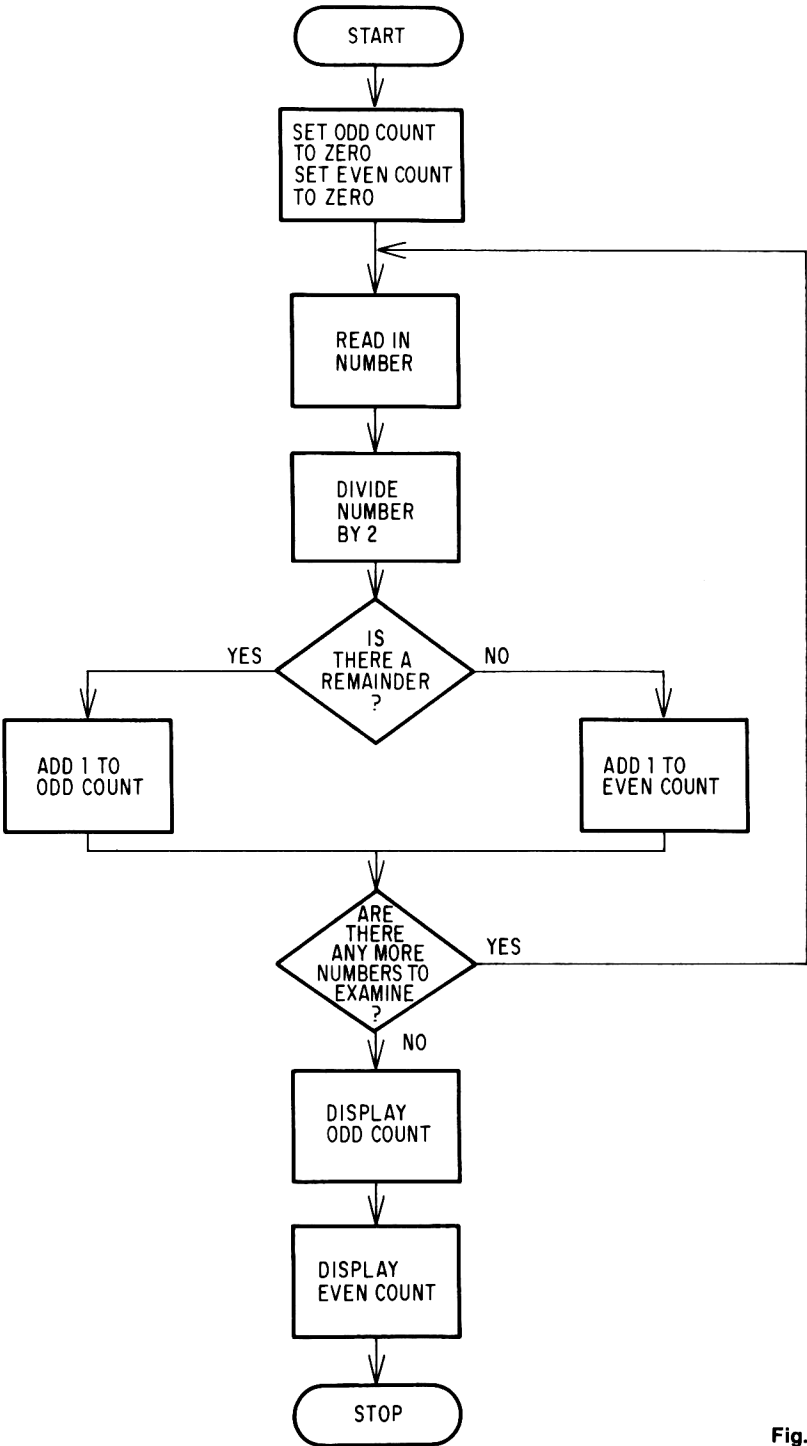 START
SET ODD COUNT
TO ZERO
SET EVEN COUNT
TO ZERO
READ IN
NUMBER
DIVIDE
NUMBER
BY 2
IS
THERE A
REMAINDER
?
YES
NO
ADD 1 TO
ODD COUNT
ADD 1 TO
EVEN COUNT
ARE
THERE
ANY MORE
NUMBERS TO
EXAMINE
?
YES
NO
DISPLAY
ODD COUNT
DISPLAY
EVEN COUNT
STOP
Fig.